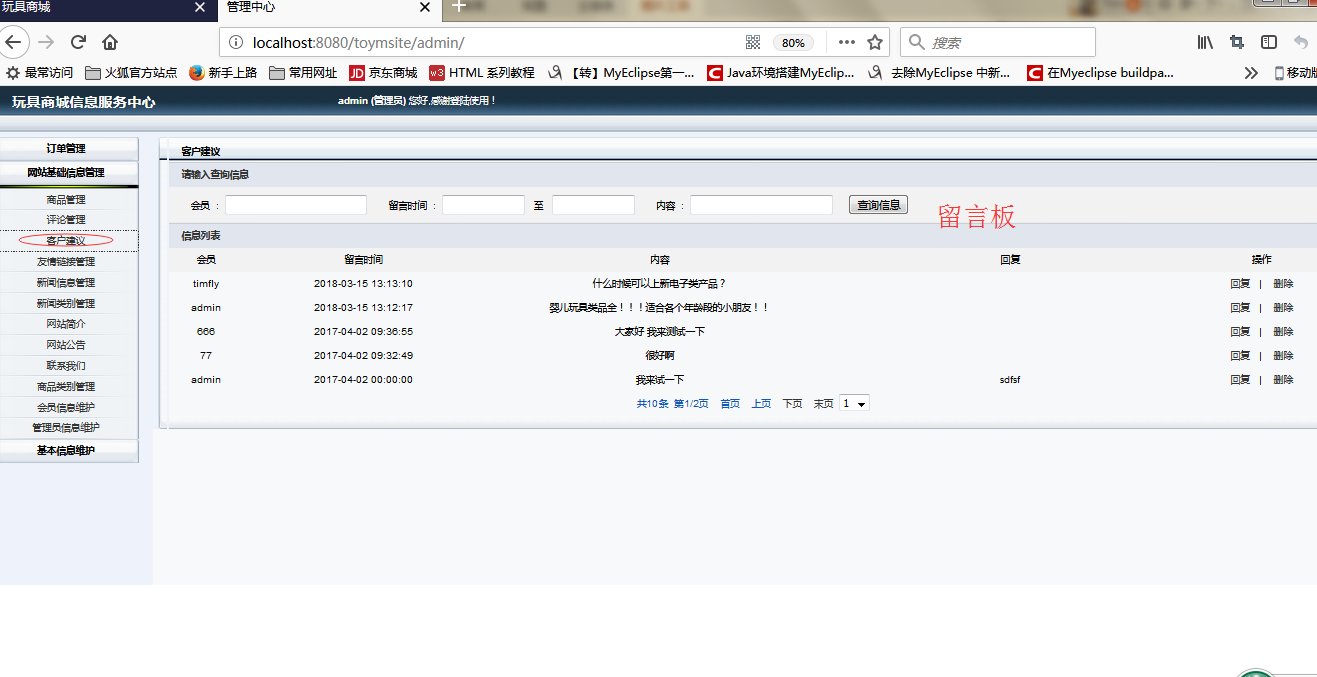 玩具商城
管理中心
localhost:8080/toymsite/admin/
80%
搜索
最常访问 火狐官方站点 新手上路 常用网址 京东商城 HTML 系列教程 【转】MyEclipse第一... Java环境搭建MyEclip... 去除MyEclipse 中新... 在Myeclipse buildpa... 移动版
玩具商城信息服务中心
admin (管理员) 您好,感谢登陆使用！
订单管理
网站基础信息管理
商品管理
评论管理
客户建议
友情链接管理
新闻信息管理
新闻类别管理
网站简介
网站公告
联系我们
商品类别管理
会员信息维护
管理员信息维护
基本信息维护
客户建议
请输入查询信息
会员 : 留言时间 : 至 内容 : 查询信息
留言板
信息列表
会员 留言时间 内容 回复 操作
timfly 2018-03-15 13:13:10 什么时候可以上新电子类产品？ 回复 | 删除
admin 2018-03-15 13:12:17 婴儿玩具类品全！！！适合各个年龄段的小朋友！！ 回复 | 删除
666 2017-04-02 09:36:55 大家好 我来测试一下 回复 | 删除
77 2017-04-02 09:32:49 很好啊 回复 | 删除
admin 2017-04-02 00:00:00 我来试一下 sdfsf 回复 | 删除
共10条 第1/2页 首页 上页 下页 末页 1